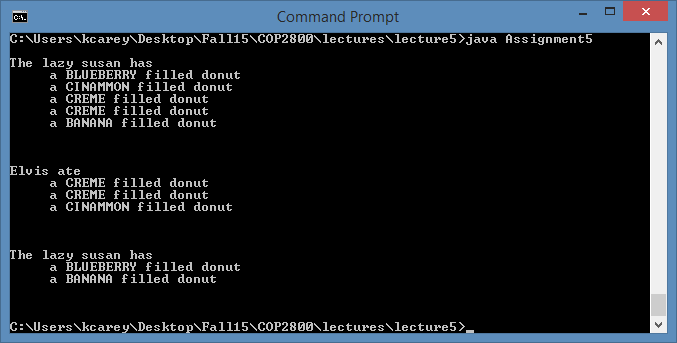 Command Prompt
C:\Users\kcarey\Desktop\Fall15\COP2800\lectures\lecture5>java Assignment5
The lazy susan has
a BLUEBERRY filled donut
a CINAMMON filled donut
a CREME filled donut
a CREME filled donut
a BANANA filled donut
Elvis ate
a CREME filled donut
a CREME filled donut
a CINAMMON filled donut
The lazy susan has
a BLUEBERRY filled donut
a BANANA filled donut
C:\Users\kcarey\Desktop\Fall15\COP2800\lectures\lecture5>_